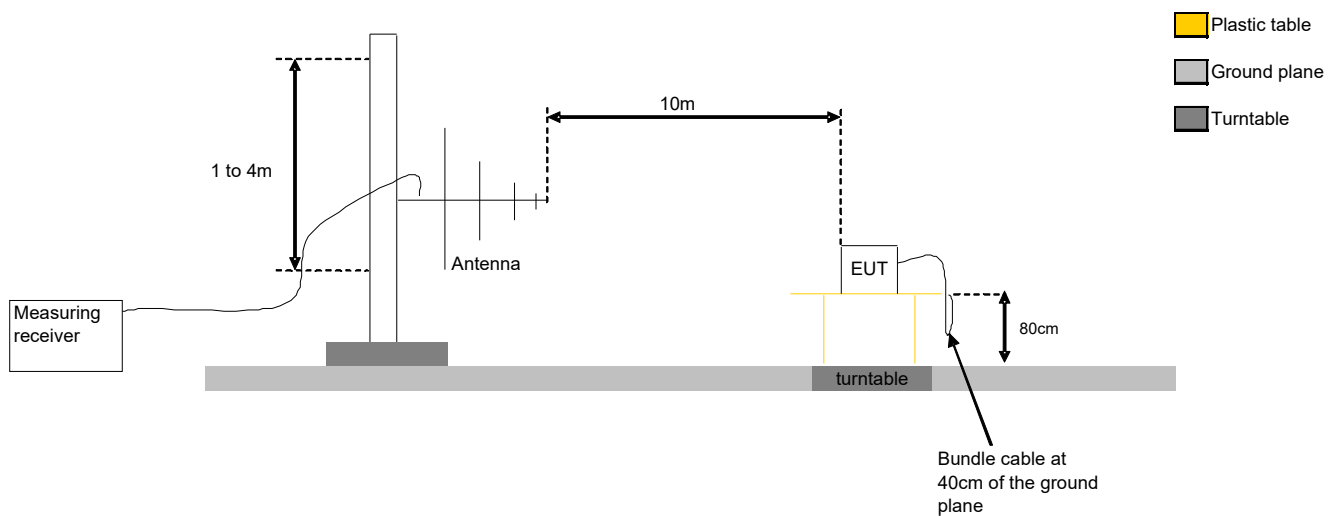 Plastic table
10m
Ground plane
Turntable
1 to 4m
Antenna
EUT
Measuring
receiver
80cm
turntable
Bundle cable at
40cm of the ground
plane